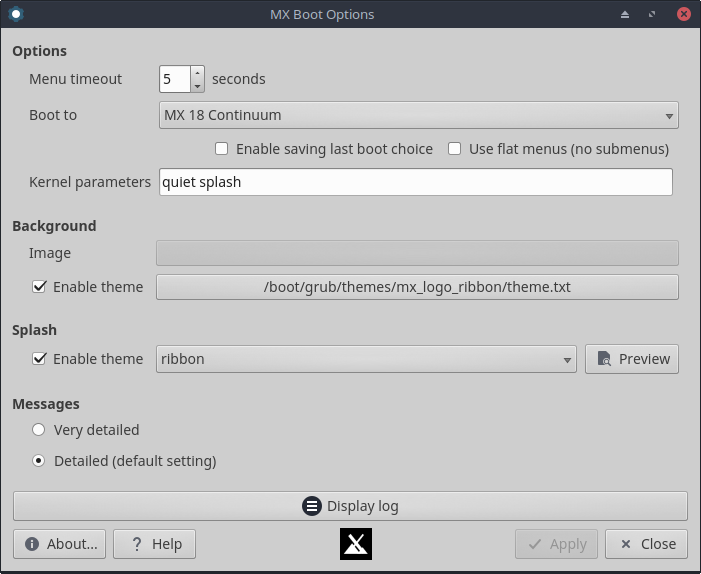 MX Boot Options
Options
Menu timeout 5 seconds
Boot to MX 18 Continuum
Enable saving last boot choice Use flat menus (no submenus)
Kernel parameters quiet splash
Background
Image
Enable theme /boot/grub/themes/mx_logo_ribbon/theme.txt
Splash
Enable theme ribbon Preview
Messages
Very detailed
Detailed (default setting)
Display log
About... Help Apply Close